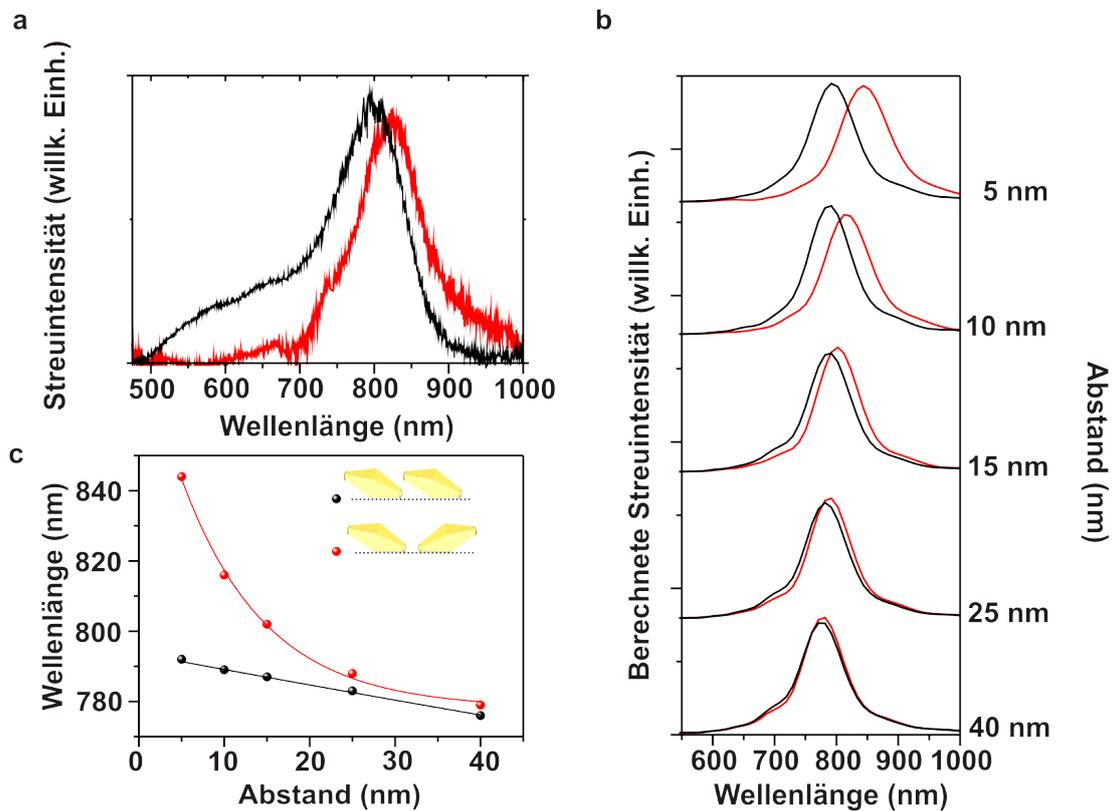 a
Streuintensität (willk. Einh.)
500 600 700 800 900 1000
Wellenlänge (nm)
b
Berechnete Streuintensität (willk. Einh.)
5 nm
10 nm
15 nm
25 nm
40 nm
Abstand (nm)
600 700 800 900 1000
Wellenlänge (nm)
c
Wellenlänge (nm)
840
820
800
780
0 10 20 30 40
Abstand (nm)